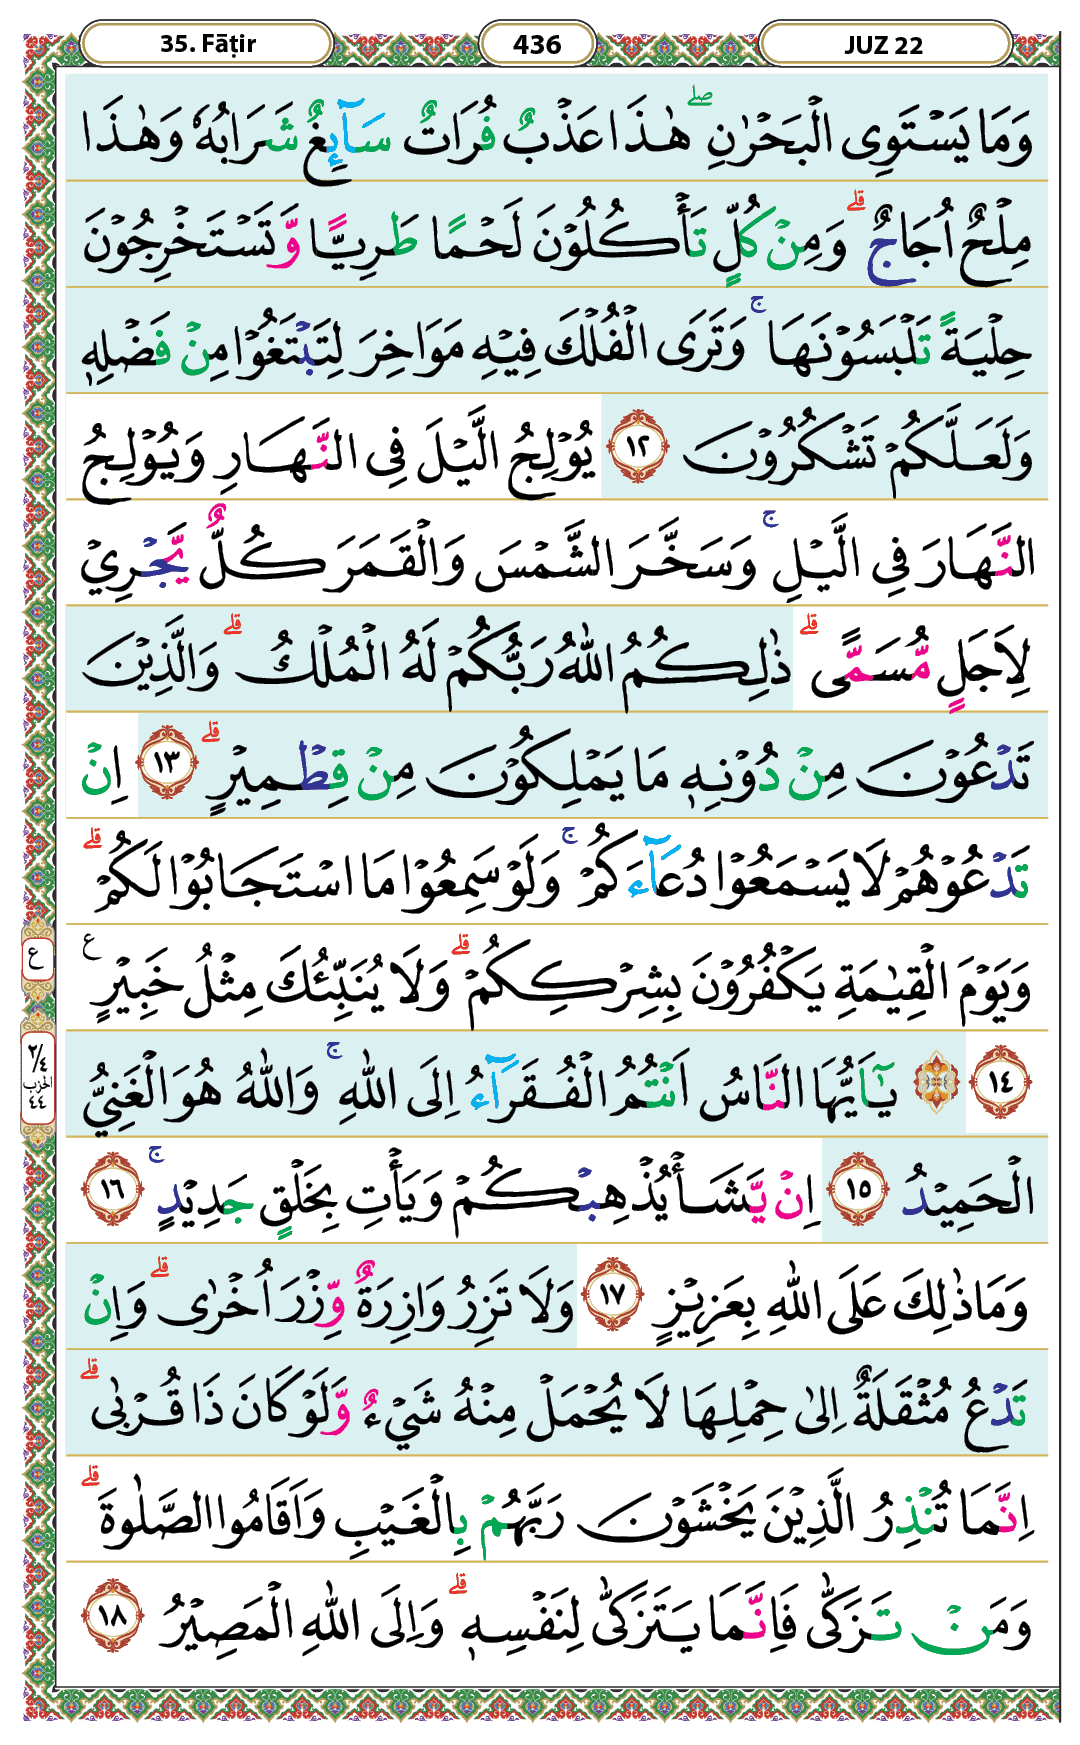 35. Fāṭir
436
JUZ 22
وَمَا يَسْتَوِى الْبَحْرٰنِ ۖ هٰذَا عَذْبٌ فُرَاتٌ سَآئِغٌ شَرَابُهٗ وَهٰذَا
مِلْحٌ اُجَاجٌ ۗ وَمِنْ كُلٍّ تَأْكُلُوْنَ لَحْمًا طَرِيًّا وَّتَسْتَخْرِجُوْنَ
حِلْيَةً تَلْبَسُوْنَهَا ۚ وَتَرَى الْفُلْكَ فِيْهِ مَوَاخِرَ لِتَبْتَغُوْا مِنْ فَضْلِهٖ
وَلَعَلَّكُمْ تَشْكُرُوْنَ ١٢ يُوْلِجُ الَّيْلَ فِى النَّهَارِ وَيُوْلِجُ
النَّهَارَ فِى الَّيْلِ ۚ وَسَخَّرَ الشَّمْسَ وَالْقَمَرَ كُلٌّ يَّجْرِيْ
لِاَجَلٍ مُّسَمًّى ۗ ذٰلِكُمُ اللّٰهُ رَبُّكُمْ لَهُ الْمُلْكُ ۗ وَالَّذِيْنَ
تَدْعُوْنَ مِنْ دُوْنِهٖ مَا يَمْلِكُوْنَ مِنْ قِطْمِيْرٍ ۗ ١٣ اِنْ
تَدْعُوْهُمْ لَا يَسْمَعُوْا دُعَآءَكُمْ ۚ وَلَوْ سَمِعُوْا مَا اسْتَجَابُوْا لَكُمْ ۗ
وَيَوْمَ الْقِيٰمَةِ يَكْفُرُوْنَ بِشِرْكِكُمْ ۗ وَلَا يُنَبِّئُكَ مِثْلُ خَبِيْرٍ ع
ع
١٤ يٰٓاَيُّهَا النَّاسُ اَنْتُمُ الْفُقَرَآءُ اِلَى اللّٰهِ ۚ وَاللّٰهُ هُوَ الْغَنِيُّ
٢/٤
الحزب
٤٤
الْحَمِيْدُ ١٥ اِنْ يَّشَأْ يُذْهِبْكُمْ وَيَأْتِ بِخَلْقٍ جَدِيْدٍ ۚ ١٦
وَمَا ذٰلِكَ عَلَى اللّٰهِ بِعَزِيْزٍ ١٧ وَلَا تَزِرُ وَازِرَةٌ وِّزْرَ اُخْرٰى ۗ وَاِنْ
تَدْعُ مُثْقَلَةٌ اِلٰى حِمْلِهَا لَا يُحْمَلْ مِنْهُ شَيْءٌ وَّلَوْ كَانَ ذَا قُرْبٰى ۗ
اِنَّمَا تُنْذِرُ الَّذِيْنَ يَخْشَوْنَ رَبَّهُمْ بِالْغَيْبِ وَاَقَامُوا الصَّلٰوةَ ۗ
وَمَنْ تَزَكّٰى فَاِنَّمَا يَتَزَكّٰى لِنَفْسِهٖ ۗ وَاِلَى اللّٰهِ الْمَصِيْرُ ١٨